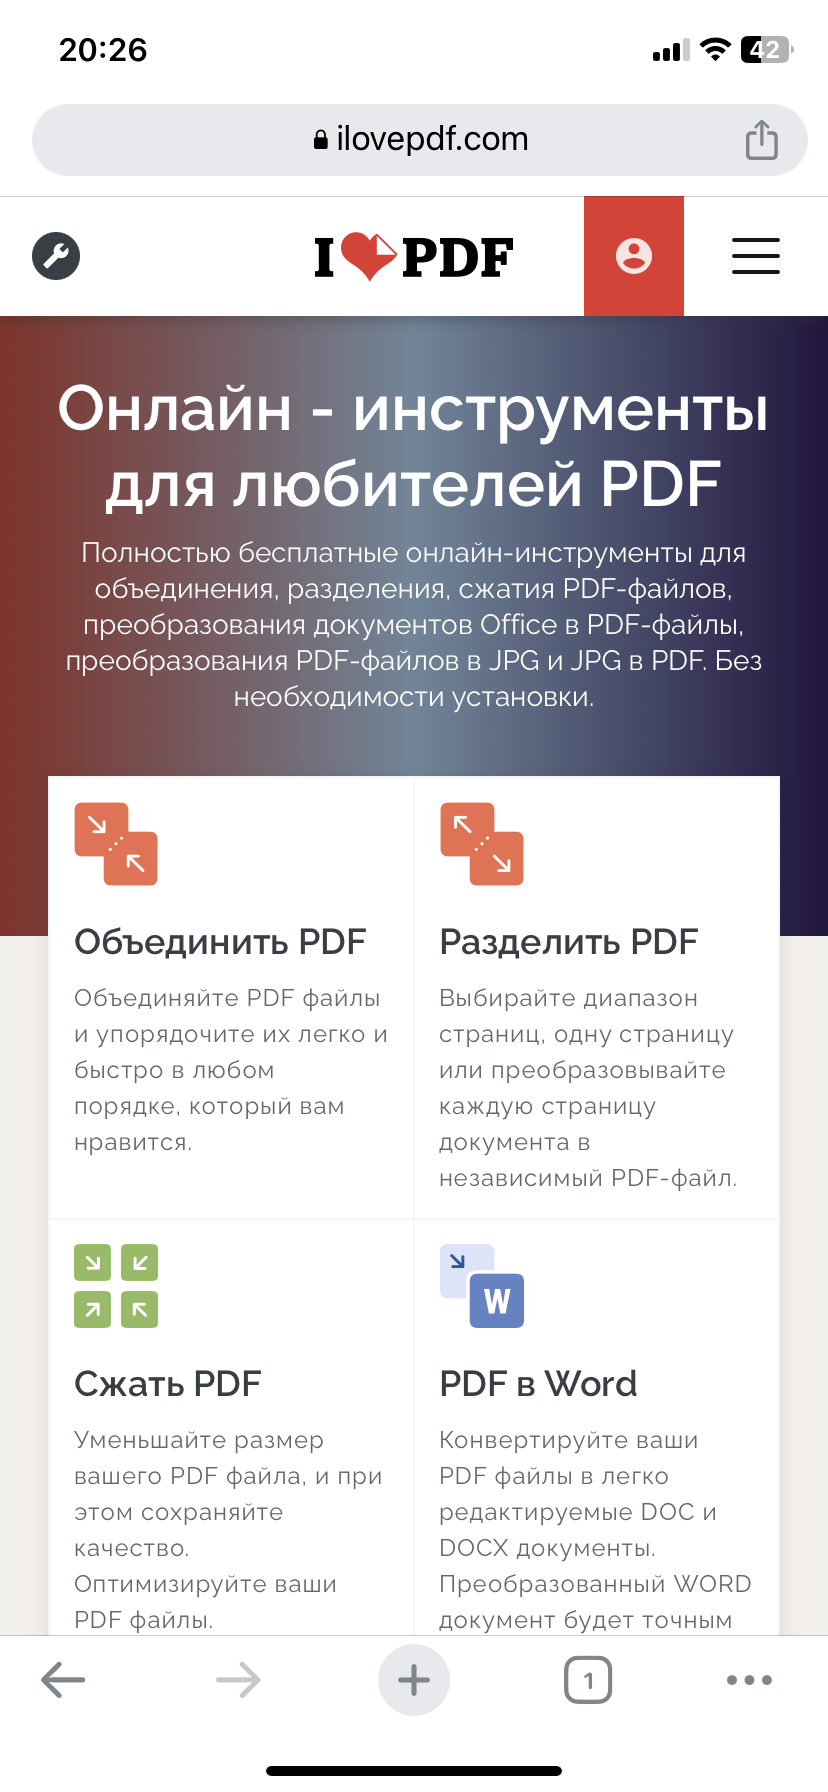 20:26
42
ilovepdf.com
I PDF
Онлайн - инструменты
для любителей PDF
Полностью бесплатные онлайн-инструменты для
объединения, разделения, сжатия PDF-файлов,
преобразования документов Office в PDF-файлы,
преобразования PDF-файлов в JPG и JPG в PDF. Без
необходимости установки.
Объединить PDF
Объединяйте PDF файлы
и упорядочите их легко и
быстро в любом
порядке, который вам
нравится.
Разделить PDF
Выбирайте диапазон
страниц, одну страницу
или преобразовывайте
каждую страницу
документа в
независимый PDF-файл.
Сжать PDF
Уменьшайте размер
вашего PDF файла, и при
этом сохраняйте
качество.
Оптимизируйте ваши
PDF файлы.
W
PDF в Word
Конвертируйте ваши
PDF файлы в легко
редактируемые DOC и
DOCX документы.
Преобразованный WORD
документ будет точным
1